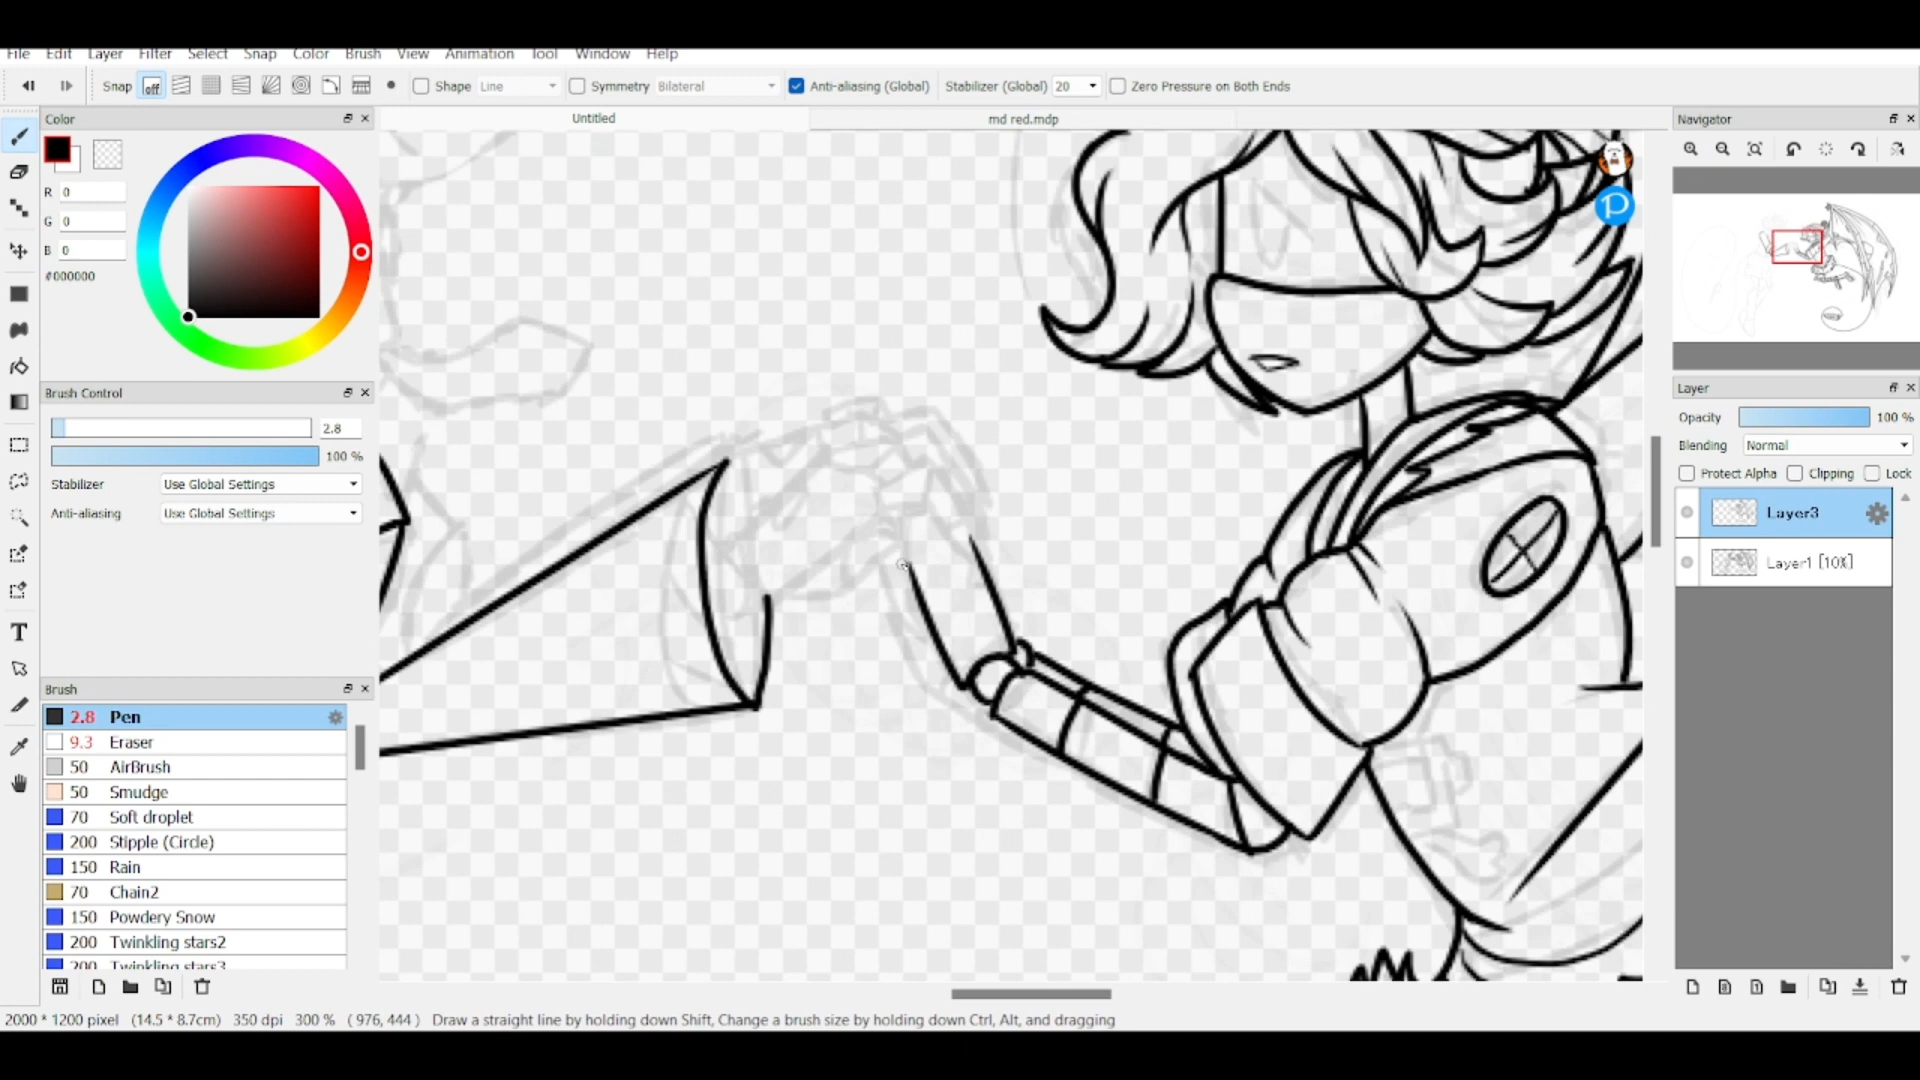 File Edit Layer Filter Select Snap Color Brush View Animation Tool Window Help
Snap off Shape Line Symmetry Bilateral Anti-aliasing (Global) Stabilizer (Global) 20 Zero Pressure on Both Ends
Color
Untitled
md red.mdp
Navigator
R 0
G 0
B 0
#000000
Brush Control
2.8
100 %
Stabilizer Use Global Settings
Anti-aliasing Use Global Settings
Brush
2.8 Pen
9.3 Eraser
50 AirBrush
50 Smudge
70 Soft droplet
200 Stipple (Circle)
150 Rain
70 Chain2
150 Powdery Snow
200 Twinkling stars2
200 Twinkling stars3
P
Layer
Opacity 100 %
Blending Normal
Protect Alpha Clipping Lock
Layer3
Layer1 [10%]
T
2000 * 1200 pixel (14.5 * 8.7cm) 350 dpi 300 % ( 976, 444 ) Draw a straight line by holding down Shift, Change a brush size by holding down Ctrl, Alt, and dragging